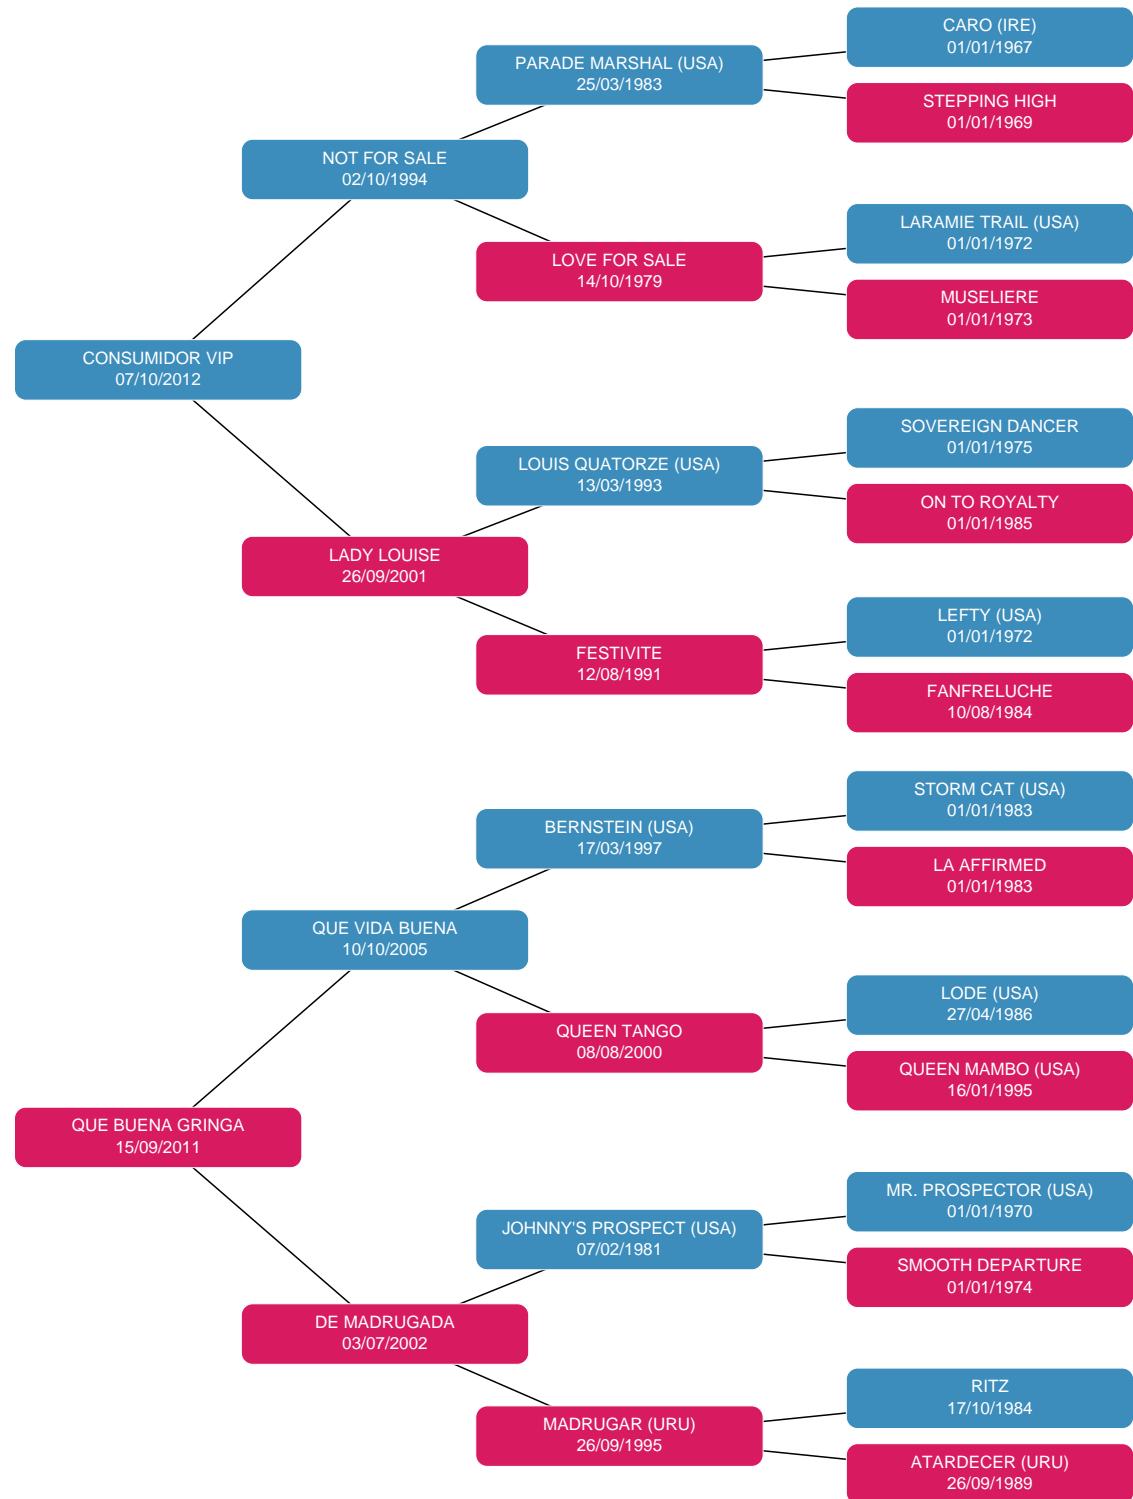 CARO (IRE)
01/01/1967
PARADE MARSHAL (USA)
25/03/1983
STEPPING HIGH
01/01/1969
NOT FOR SALE
02/10/1994
LARAMIE TRAIL (USA)
01/01/1972
LOVE FOR SALE
14/10/1979
MUSELIERE
01/01/1973
CONSUMIDOR VIP
07/10/2012
SOVEREIGN DANCER
01/01/1975
LOUIS QUATORZE (USA)
13/03/1993
ON TO ROYALTY
01/01/1985
LADY LOUISE
26/09/2001
LEFTY (USA)
01/01/1972
FESTIVITE
12/08/1991
FANFRELUCHE
10/08/1984
STORM CAT (USA)
01/01/1983
BERNSTEIN (USA)
17/03/1997
LA AFFIRMED
01/01/1983
QUE VIDA BUENA
10/10/2005
LODE (USA)
27/04/1986
QUEEN TANGO
08/08/2000
QUEEN MAMBO (USA)
16/01/1995
QUE BUENA GRINGA
15/09/2011
MR. PROSPECTOR (USA)
01/01/1970
JOHNNY'S PROSPECT (USA)
07/02/1981
SMOOTH DEPARTURE
01/01/1974
DE MADRUGADA
03/07/2002
RITZ
17/10/1984
MADRUGAR (URU)
26/09/1995
ATARDECER (URU)
26/09/1989